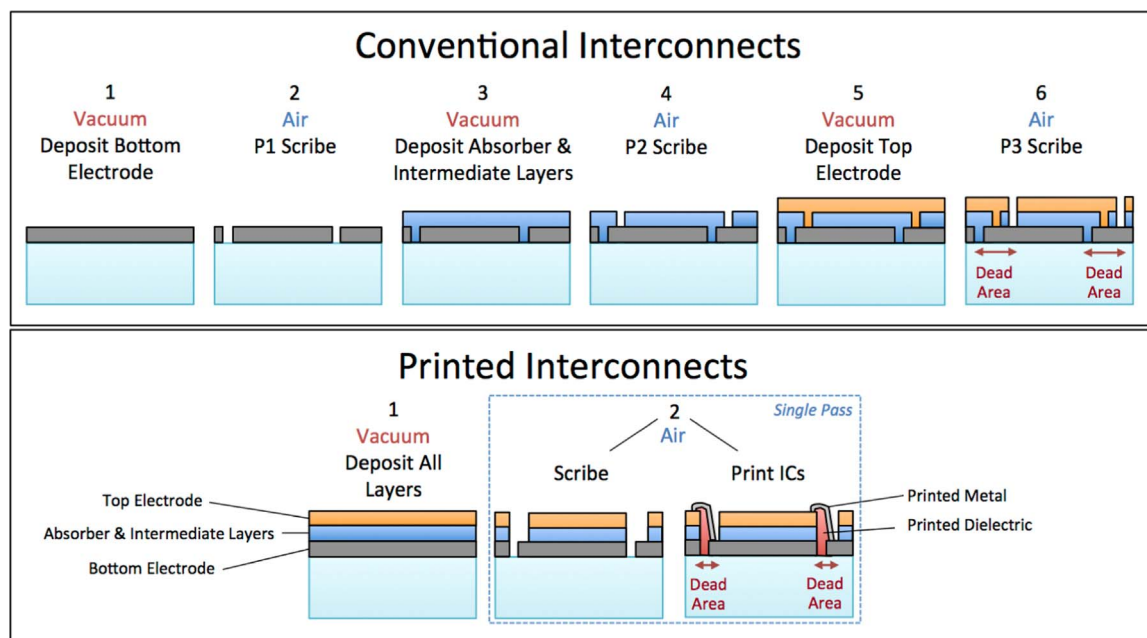 Conventional Interconnects
1
Vacuum
Deposit Bottom
Electrode
2
Air
P1 Scribe
3
Vacuum
Deposit Absorber &
Intermediate Layers
4
Air
P2 Scribe
5
Vacuum
Deposit Top
Electrode
6
Air
P3 Scribe
Dead
Area
Dead
Area
Printed Interconnects
1
Vacuum
Deposit All
Layers
Top Electrode
Absorber & Intermediate Layers
Bottom Electrode
Single Pass
2
Air
Scribe
Print ICs
Printed Metal
Printed Dielectric
Dead
Area
Dead
Area